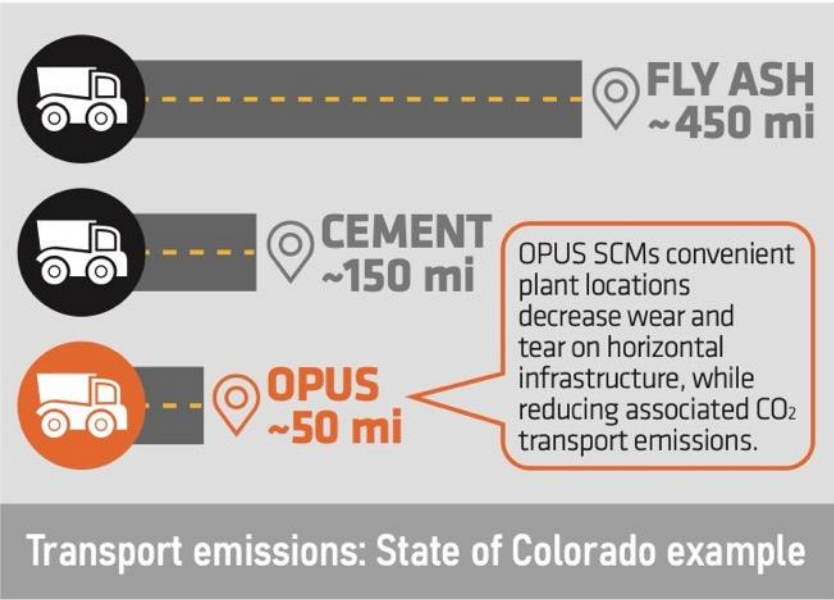 FLY ASH
~450 mi
CEMENT
~150 mi
OPUS
~50 mi
OPUS SCMs convenient
plant locations
decrease wear and
tear on horizontal
infrastructure, while
reducing associated CO₂
transport emissions.
Transport emissions: State of Colorado example